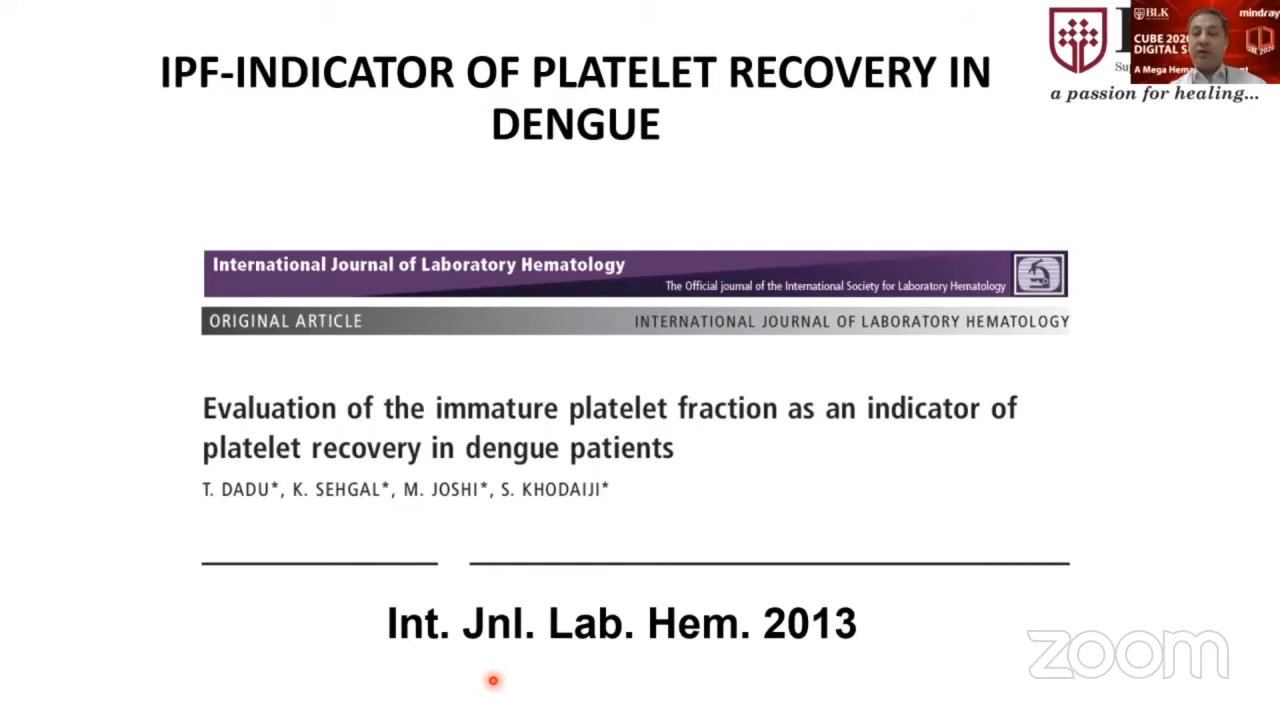 IPF-INDICATOR OF PLATELET RECOVERY IN
DENGUE
BLK
mindray
CUBE 2020
DIGITAL
A Mega
a passion for healing...
International Journal of Laboratory Hematology
The Official journal of the International Society for Laboratory Hematology
ORIGINAL ARTICLE
INTERNATIONAL JOURNAL OF LABORATORY HEMATOLOGY
Evaluation of the immature platelet fraction as an indicator of
platelet recovery in dengue patients
T. DADU*, K. SEHGAL*, M. JOSHI*, S. KHODAIJI*
Int. Jnl. Lab. Hem. 2013
zoom